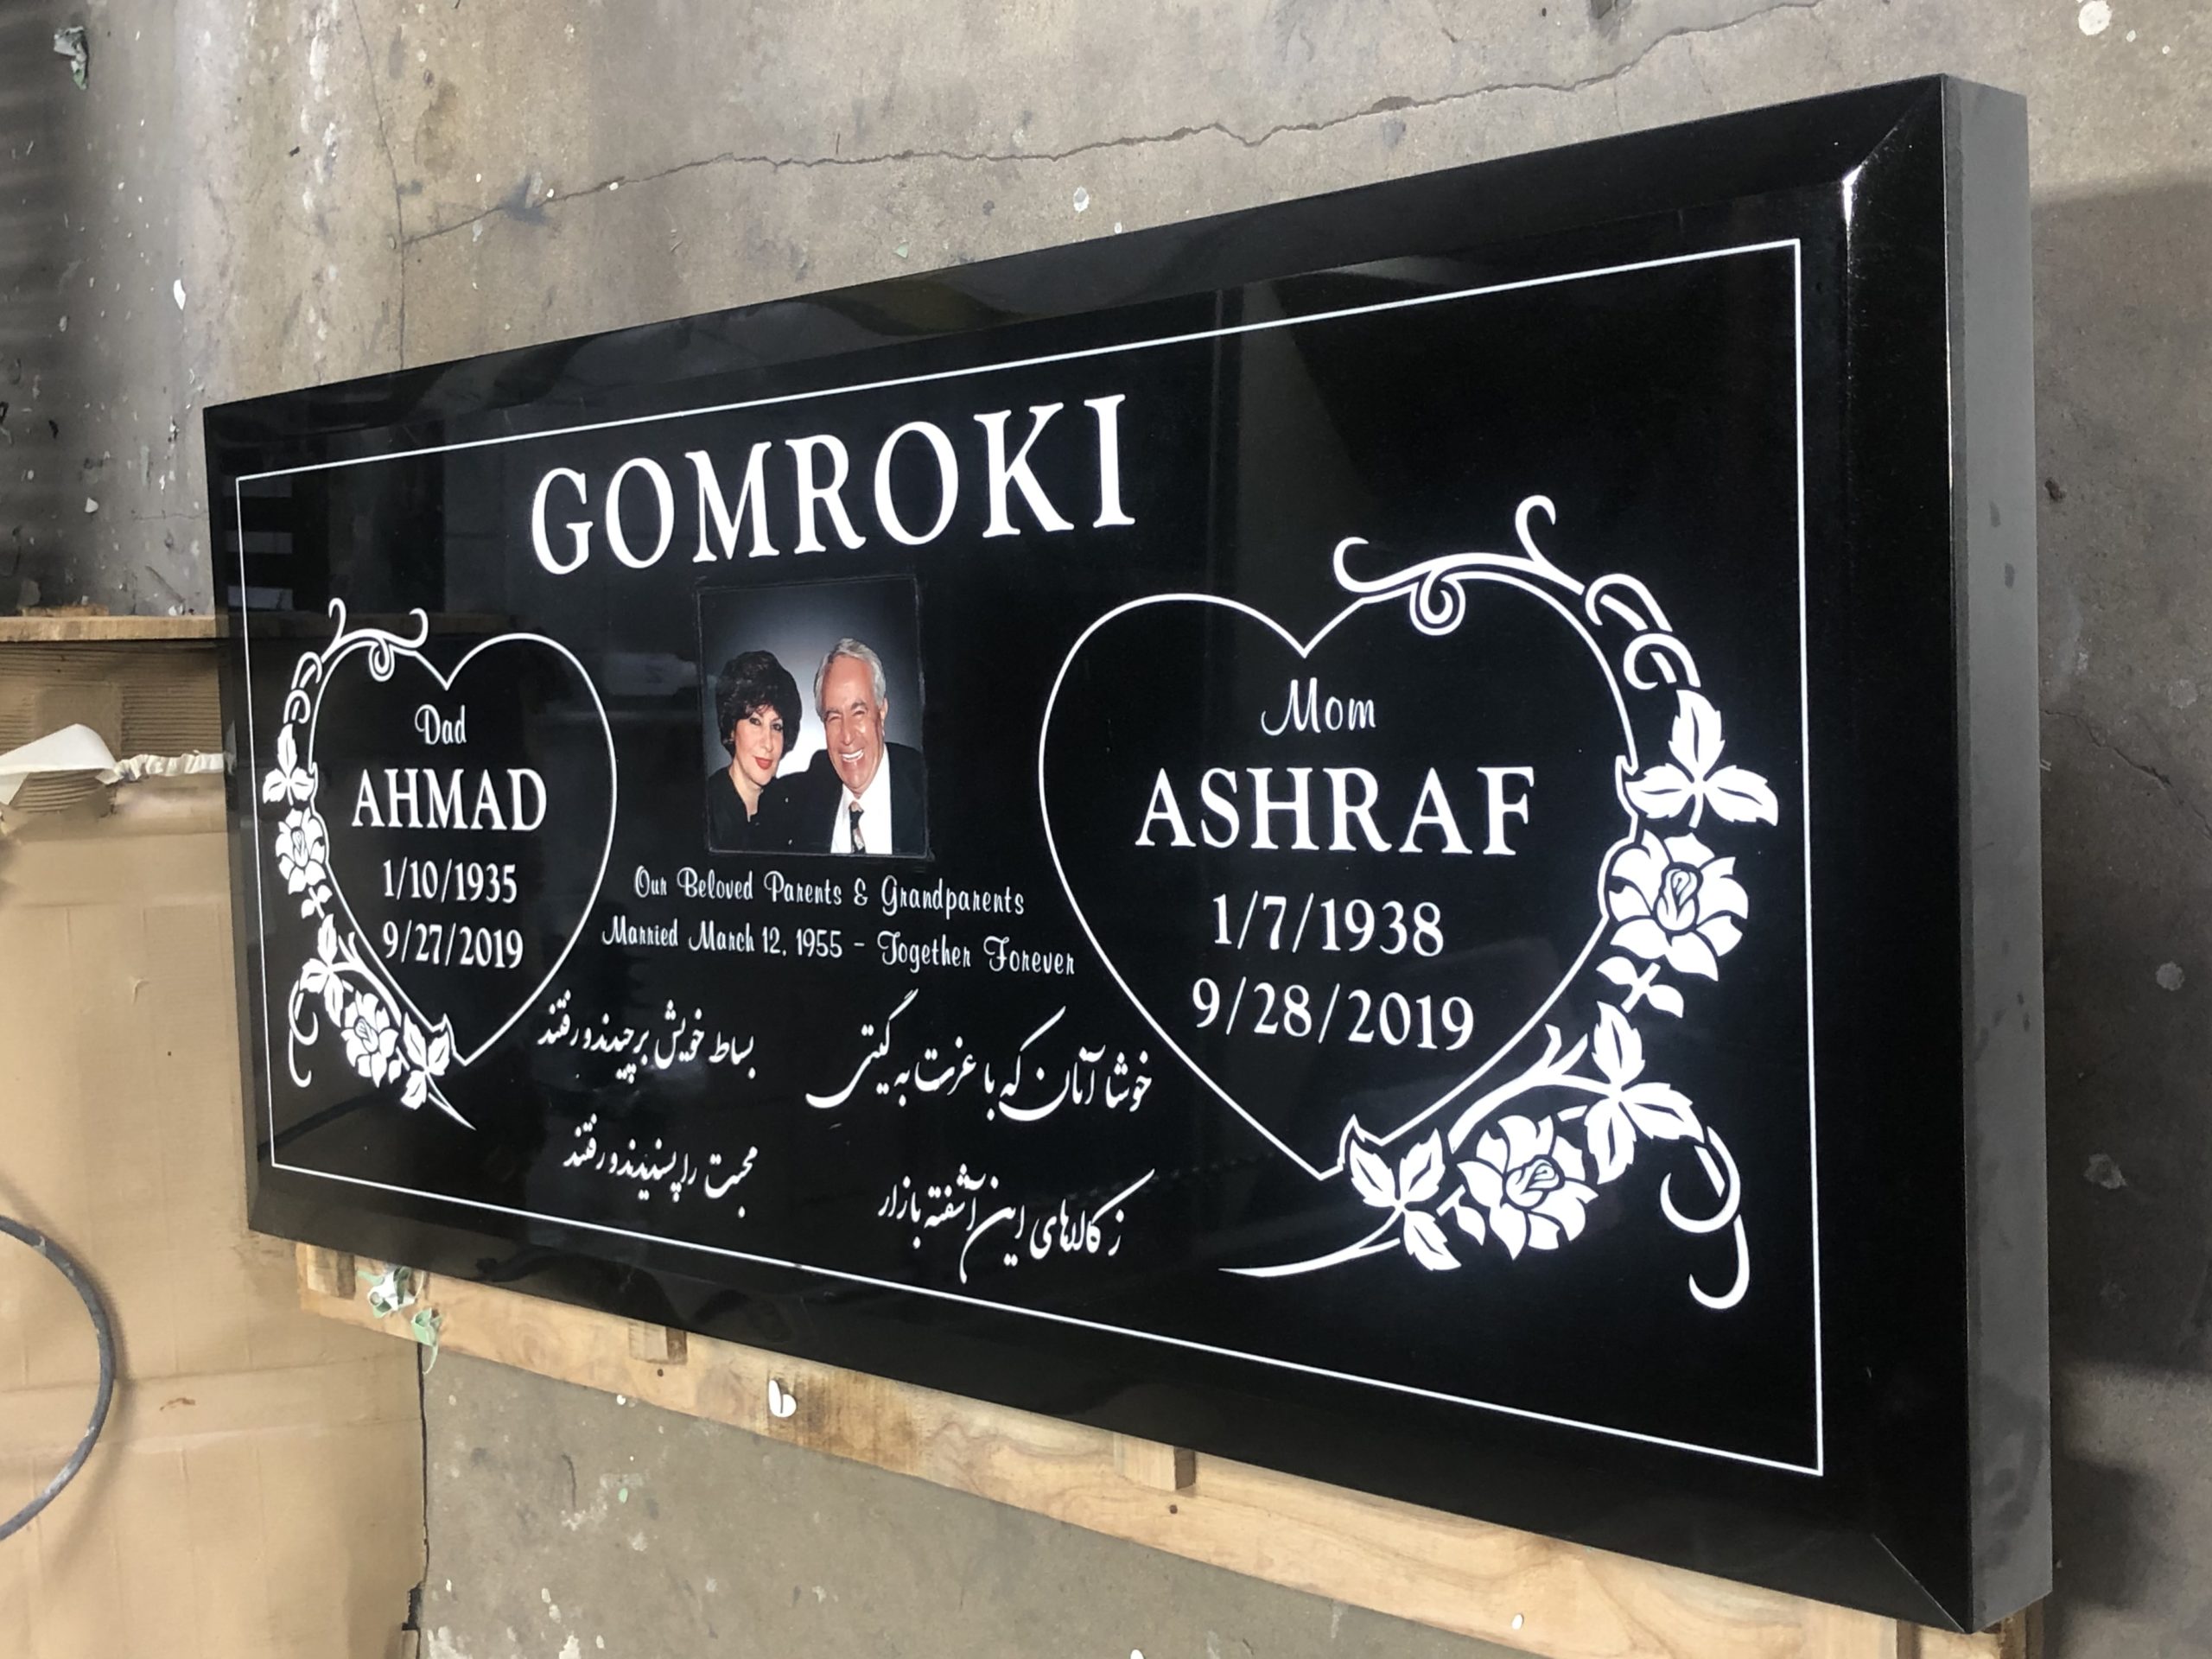 GOMROKI
Dad
AHMAD
1/10/1935
9/27/2019
Our Beloved Parents & Grandparents
Married March 12, 1955 - Together Forever
Mom
ASHRAF
1/7/1938
9/28/2019
خوشا آنان که با عزت به گیتی بساط خویش برچیدند و رفتند
ز کالاهای این آشفته بازار محبت را پسندیدند و رفتند